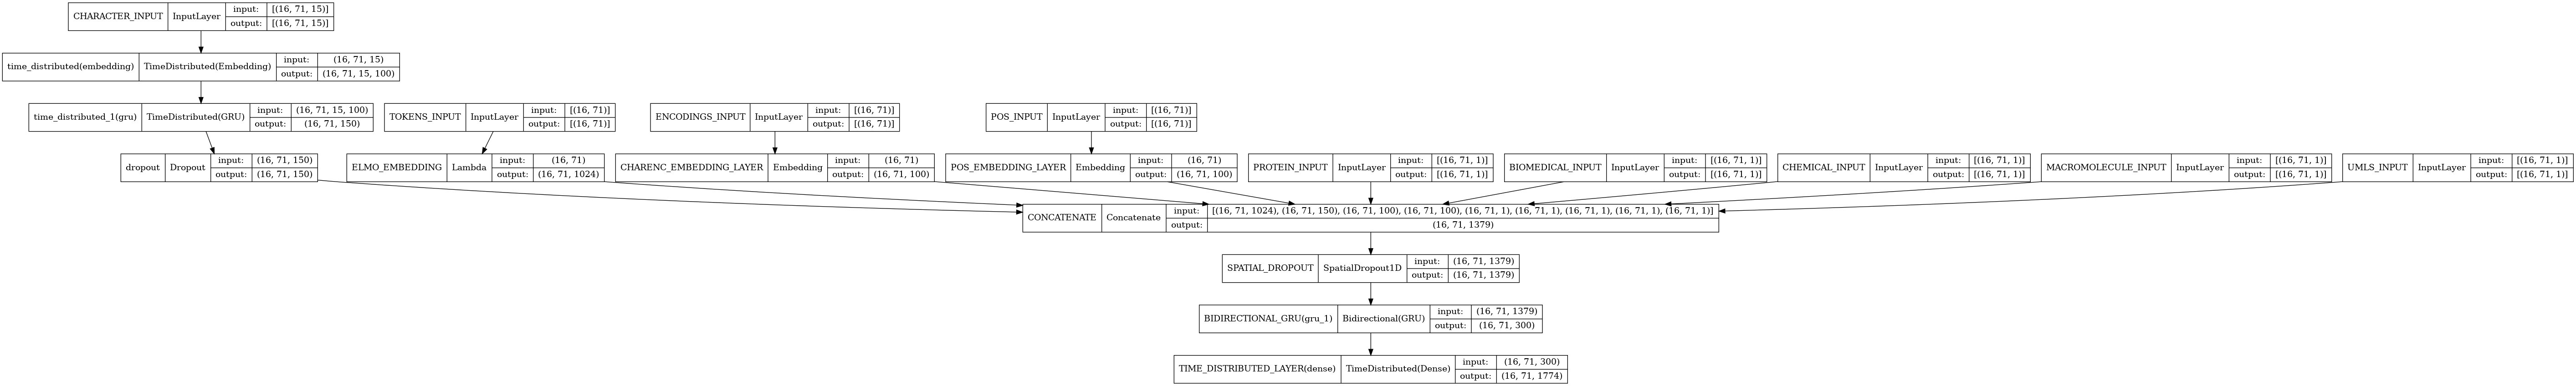 CHARACTER_INPUT InputLayer input: [(16, 71, 15)]
output: [(16, 71, 15)]
time_distributed(embedding) TimeDistributed(Embedding) input: (16, 71, 15)
output: (16, 71, 15, 100)
time_distributed_1(gru) TimeDistributed(GRU) input: (16, 71, 15, 100)
output: (16, 71, 150)
TOKENS_INPUT InputLayer input: [(16, 71)]
output: [(16, 71)]
ENCODINGS_INPUT InputLayer input: [(16, 71)]
output: [(16, 71)]
POS_INPUT InputLayer input: [(16, 71)]
output: [(16, 71)]
dropout Dropout input: (16, 71, 150)
output: (16, 71, 150)
ELMO_EMBEDDING Lambda input: (16, 71)
output: (16, 71, 1024)
CHARENC_EMBEDDING_LAYER Embedding input: (16, 71)
output: (16, 71, 100)
POS_EMBEDDING_LAYER Embedding input: (16, 71)
output: (16, 71, 100)
PROTEIN_INPUT InputLayer input: [(16, 71, 1)]
output: [(16, 71, 1)]
BIOMEDICAL_INPUT InputLayer input: [(16, 71, 1)]
output: [(16, 71, 1)]
CHEMICAL_INPUT InputLayer input: [(16, 71, 1)]
output: [(16, 71, 1)]
MACROMOLECULE_INPUT InputLayer input: [(16, 71, 1)]
output: [(16, 71, 1)]
UMLS_INPUT InputLayer input: [(16, 71, 1)]
output: [(16, 71, 1)]
CONCATENATE Concatenate input: [(16, 71, 1024), (16, 71, 150), (16, 71, 100), (16, 71, 100), (16, 71, 1), (16, 71, 1), (16, 71, 1), (16, 71, 1), (16, 71, 1)]
output: (16, 71, 1379)
SPATIAL_DROPOUT SpatialDropout1D input: (16, 71, 1379)
output: (16, 71, 1379)
BIDIRECTIONAL_GRU(gru_1) Bidirectional(GRU) input: (16, 71, 1379)
output: (16, 71, 300)
TIME_DISTRIBUTED_LAYER(dense) TimeDistributed(Dense) input: (16, 71, 300)
output: (16, 71, 1774)